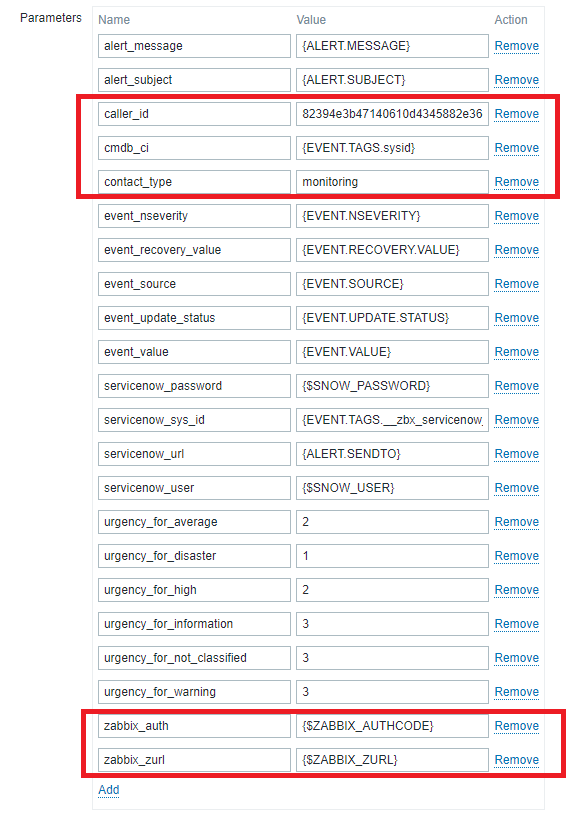 Parameters Name Value Action
alert_message {ALERT.MESSAGE} Remove
alert_subject {ALERT.SUBJECT} Remove
caller_id 82394e3b47140610d4345882e36 Remove
cmdb_ci {EVENT.TAGS.sysid} Remove
contact_type monitoring Remove
event_nseverity {EVENT.NSEVERITY} Remove
event_recovery_value {EVENT.RECOVERY.VALUE} Remove
event_source {EVENT.SOURCE} Remove
event_update_status {EVENT.UPDATE.STATUS} Remove
event_value {EVENT.VALUE} Remove
servicenow_password {$SNOW_PASSWORD} Remove
servicenow_sys_id {EVENT.TAGS.__zbx_servicenow_ Remove
servicenow_url {ALERT.SENDTO} Remove
servicenow_user {$SNOW_USER} Remove
urgency_for_average 2 Remove
urgency_for_disaster 1 Remove
urgency_for_high 2 Remove
urgency_for_information 3 Remove
urgency_for_not_classified 3 Remove
urgency_for_warning 3 Remove
zabbix_auth {$ZABBIX_AUTHCODE} Remove
zabbix_zurl {$ZABBIX_ZURL} Remove
Add